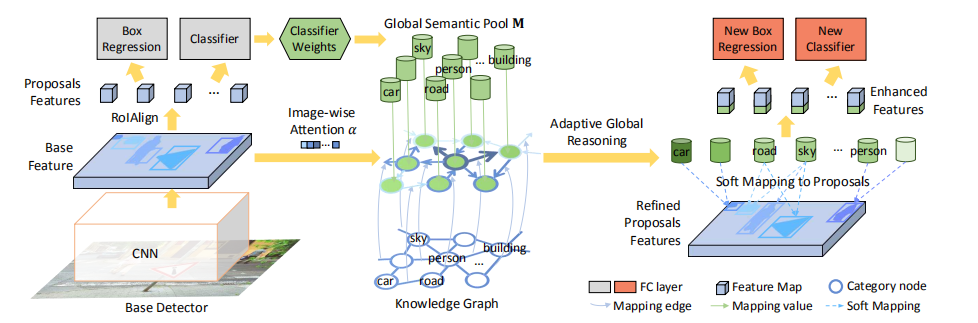 Box
Regression
Classifier
Classifier
Weights
Global Semantic Pool M
sky
person
... building
car
road
New Box
Regression
New
Classifier
Proposals
Features
...
RoIAlign
Image-wise
Attention α
...
Base
Feature
Adaptive Global
Reasoning
...
Enhanced
Features
car
road
sky
...
person
Soft Mapping to Proposals
Refined
Proposals
Features
CNN
Base Detector
sky
building
person
...
car
road
Knowledge Graph
FC layer
Feature Map
Category node
Mapping edge
Mapping value
Soft Mapping